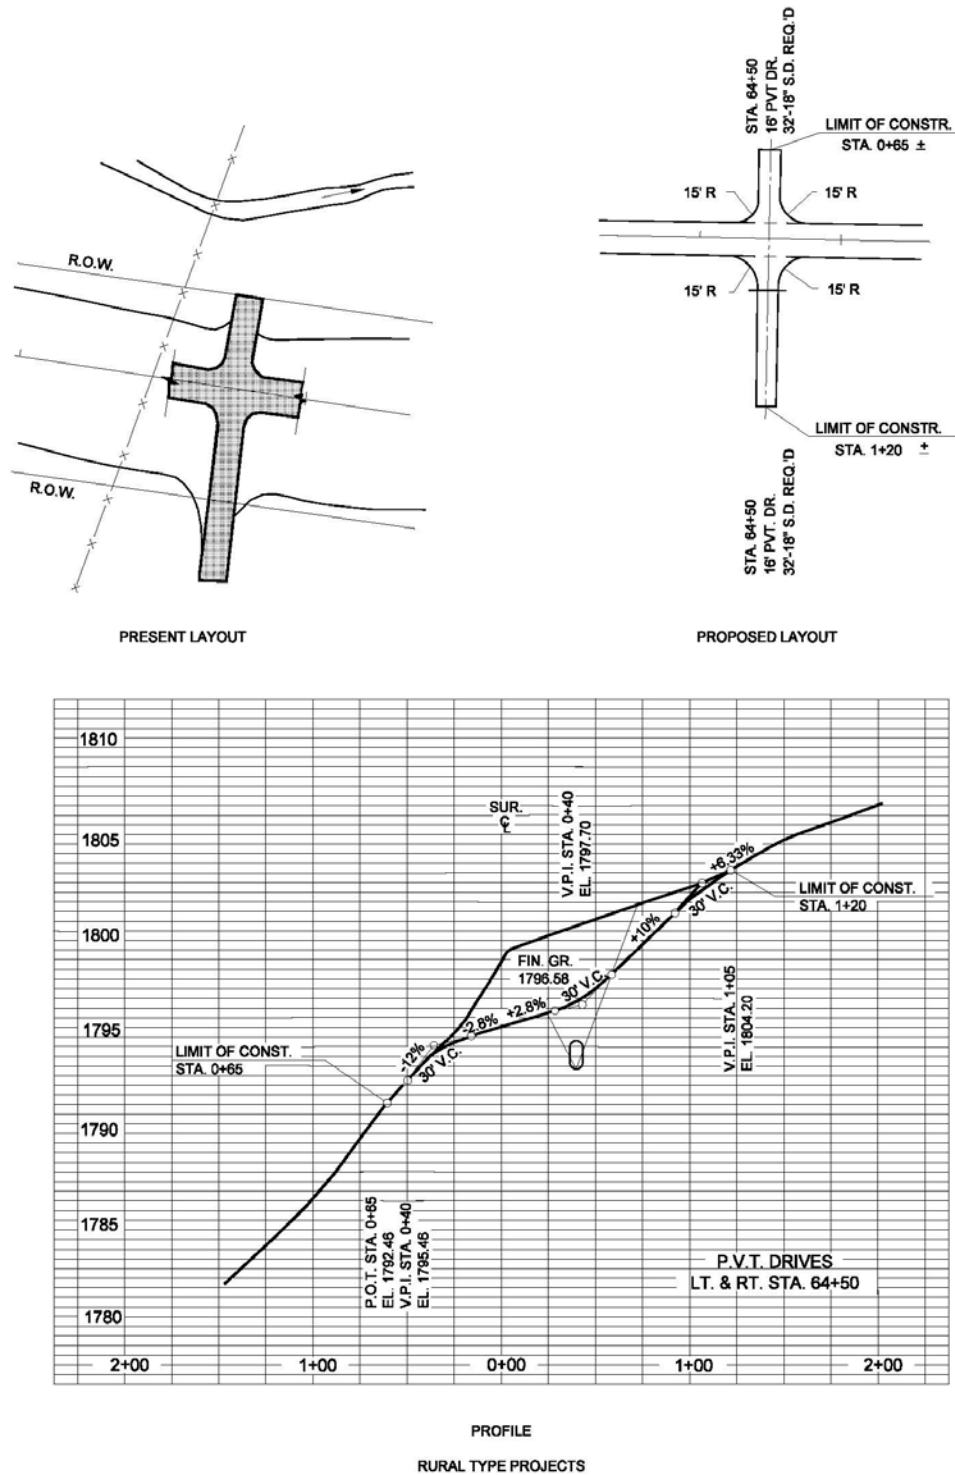 STA. 64+50
16' PVT DR.
32'-18" S.D. REQ.'D
LIMIT OF CONSTR.
STA. 0+65 ±
15' R
15' R
15' R
15' R
LIMIT OF CONSTR.
STA. 1+20 ±
STA. 64+50
16' PVT. DR.
32'-18" S.D. REQ.'D
R.O.W.
R.O.W.
PRESENT LAYOUT
PROPOSED LAYOUT
1810
1805
1800
1795
1790
1785
1780
SUR.
℄
V.P.I. STA. 0+40
EL. 1797.70
+6.33%
30' V.C.
LIMIT OF CONST.
STA. 1+20
+10%
FIN. GR.
1796.58
30' V.C.
+2.8%
-2.8%
-12%
30' V.C.
LIMIT OF CONST.
STA. 0+65
V.P.I. STA. 1+05
EL. 1804.20
P.O.T. STA. 0+65
EL. 1792.46
V.P.I. STA. 0+40
EL. 1795.46
P.V.T. DRIVES
LT. & RT. STA. 64+50
2+00 1+00 0+00 1+00 2+00
PROFILE
RURAL TYPE PROJECTS